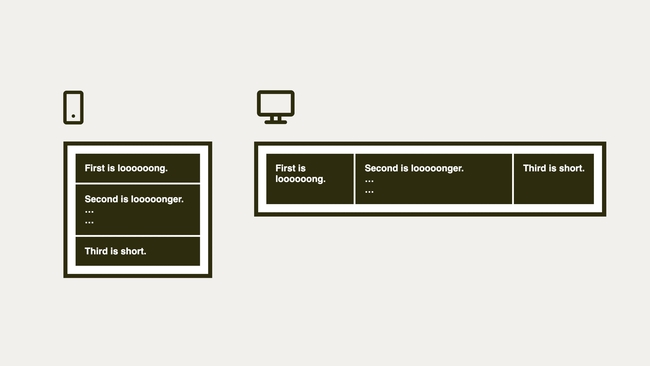 First is loooooong.
Second is looooonger.
…
…
Third is short.
First is
loooooong.
Second is looooonger.
…
…
Third is short.